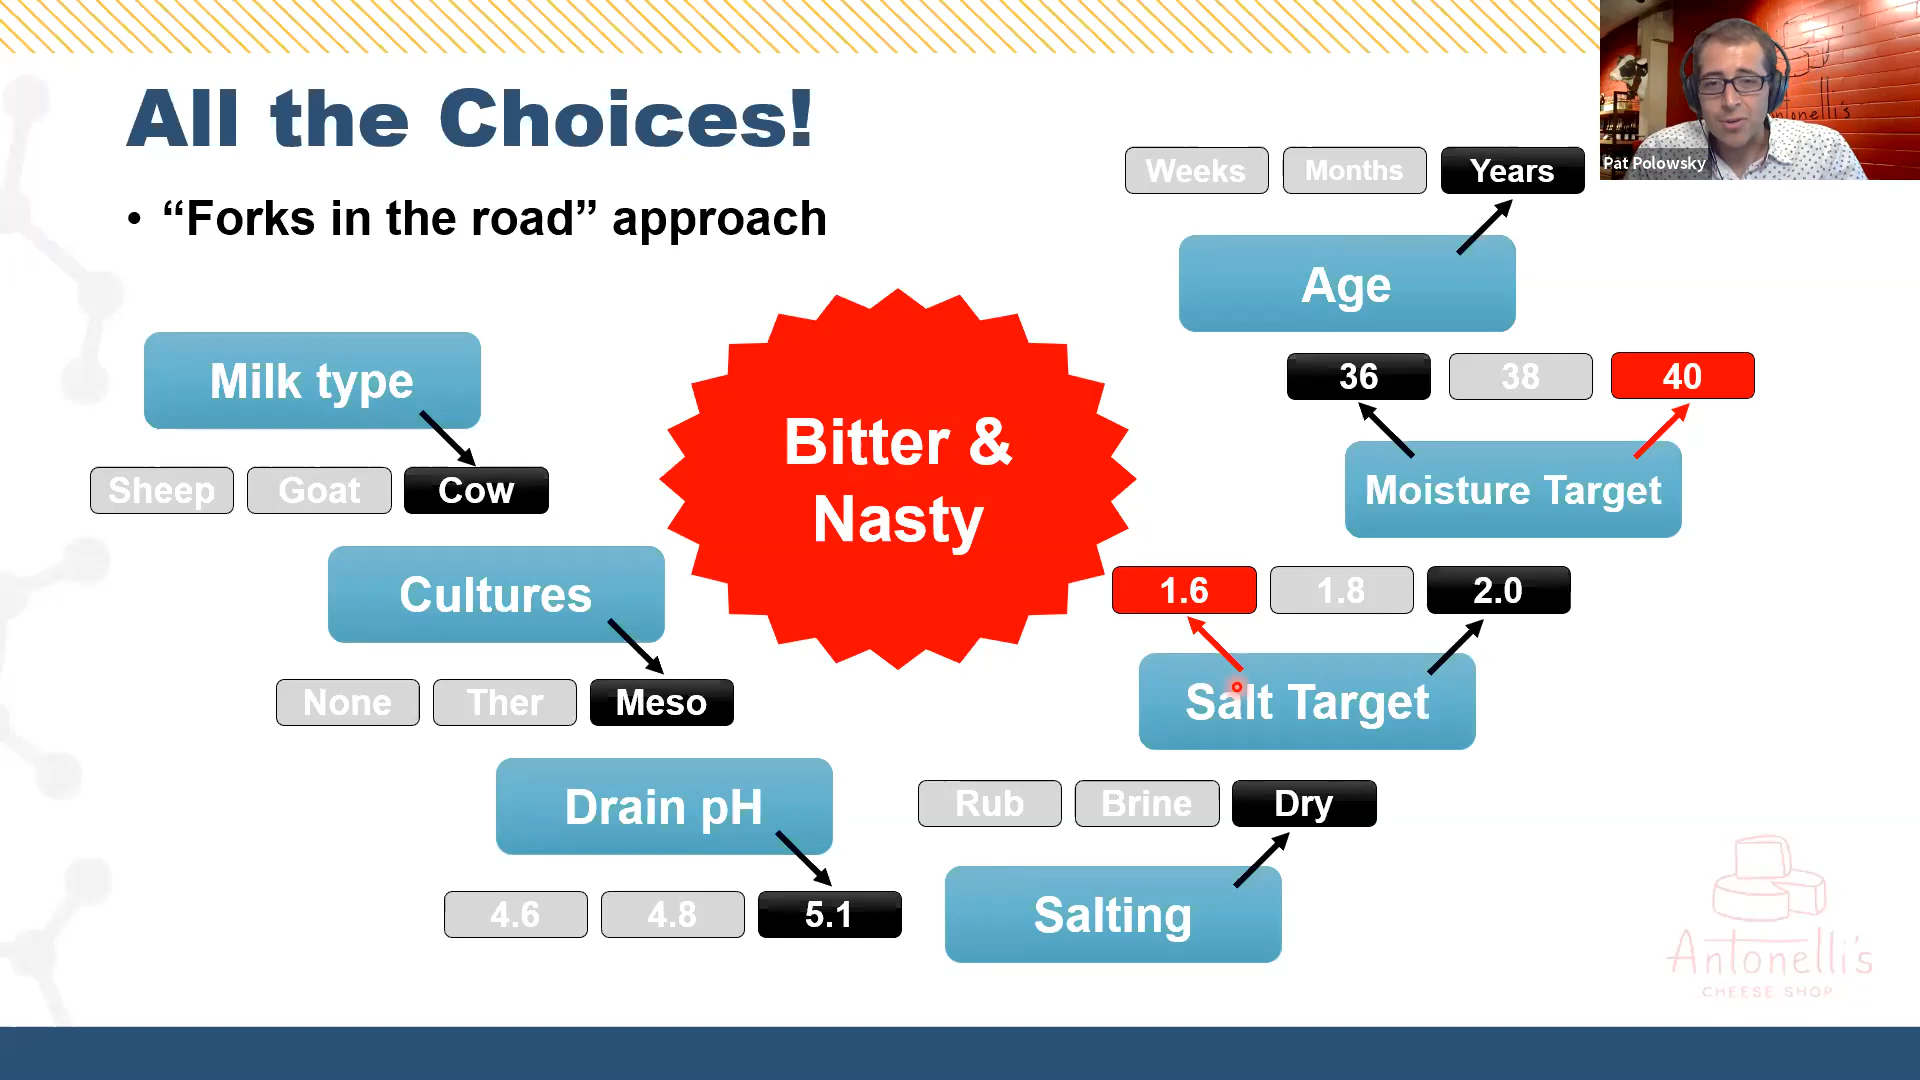 All the Choices!
• “Forks in the road” approach
Milk type
Sheep Goat Cow
Cultures
None Ther Meso
Drain pH
4.6 4.8 5.1
Bitter &
Nasty
Weeks Months Years
Age
36 38 40
Moisture Target
1.6 1.8 2.0
Salt Target
Rub Brine Dry
Salting
Pat Polowsky
Antonelli's
CHEESE SHOP